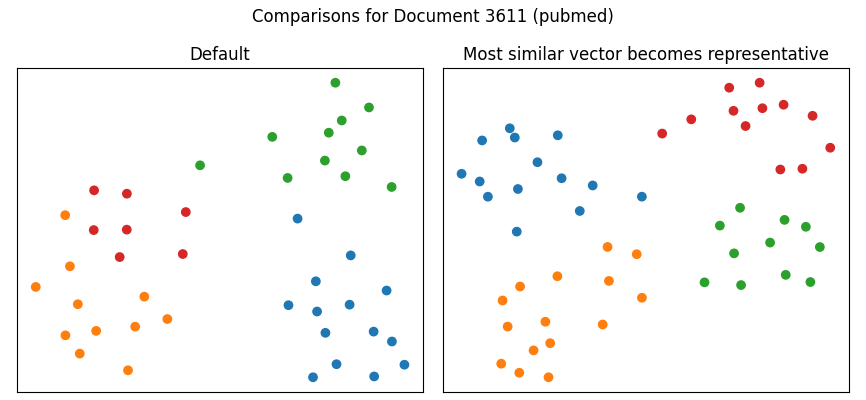 Comparisons for Document 3611 (pubmed)
Default
Most similar vector becomes representative